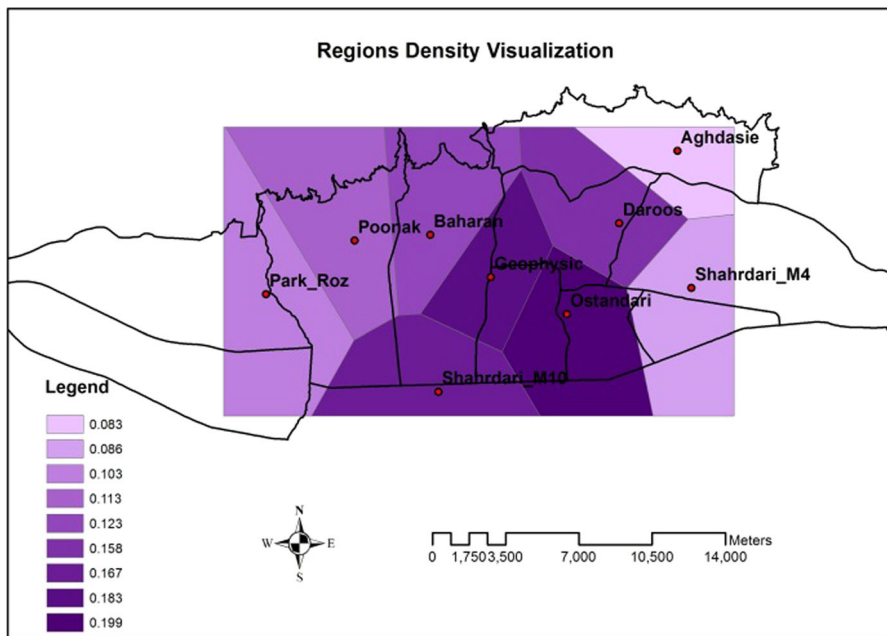 Regions Density Visualization
Aghdasie
Daroos
Poonak
Baharan
Geophysic
Shahrdari_M4
Park_Roz
Ostandari
Shahrdari_M10
Legend
0.083
0.086
0.103
0.113
0.123
0.158
0.167
0.183
0.199
N
W E
S
Meters
0 1,750 3,500 7,000 10,500 14,000